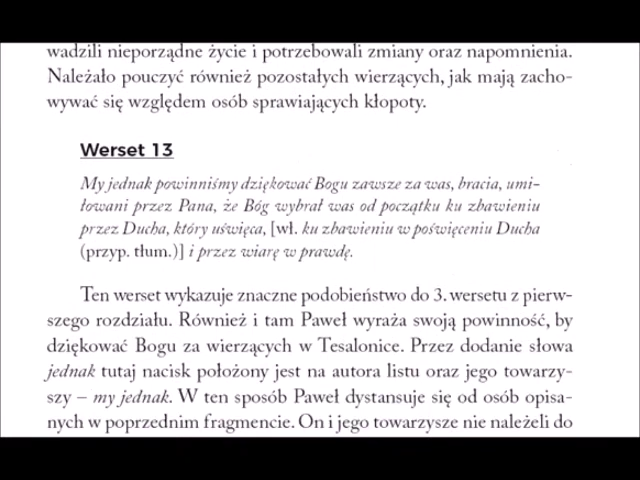 wadzili nieporządne życie i potrzebowali zmiany oraz napomnienia.
Należało pouczyć również pozostałych wierzących, jak mają zacho-
wywać się względem osób sprawiających kłopoty.
Werset 13
My jednak powinniśmy dziękować Bogu zawsze za was, bracia, umi-
łowani przez Pana, że Bóg wybrał was od początku ku zbawieniu
przez Ducha, który uświęca, [wł. ku zbawieniu w poświęceniu Ducha
(przyp. tłum.)] i przez wiarę w prawdę.
Ten werset wykazuje znaczne podobieństwo do 3. wersetu z pierw-
szego rozdziału. Również i tam Paweł wyraża swoją powinność, by
dziękować Bogu za wierzących w Tesalonice. Przez dodanie słowa
jednak tutaj nacisk położony jest na autora listu oraz jego towarzy-
szy – my jednak. W ten sposób Paweł dystansuje się od osób opisa-
nych w poprzednim fragmencie. On i jego towarzysze nie należeli do